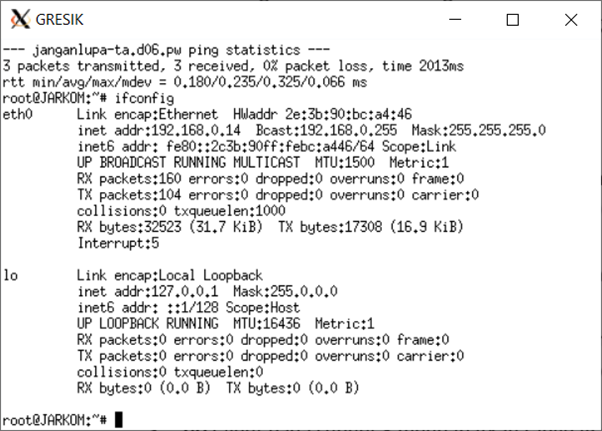 GRESIK
--- janganlupa-ta.d06.pw ping statistics ---
3 packets transmitted, 3 received, 0% packet loss, time 2013ms
rtt min/avg/max/mdev = 0.180/0.235/0.325/0.066 ms
root@JARKOM:~# ifconfig
eth0      Link encap:Ethernet  HWaddr 2e:3b:90:bc:a4:46
          inet addr:192.168.0.14  Bcast:192.168.0.255  Mask:255.255.255.0
          inet6 addr: fe80::2c3b:90ff:febc:a446/64 Scope:Link
          UP BROADCAST RUNNING MULTICAST  MTU:1500  Metric:1
          RX packets:160 errors:0 dropped:0 overruns:0 frame:0
          TX packets:104 errors:0 dropped:0 overruns:0 carrier:0
          collisions:0 txqueuelen:1000
          RX bytes:32523 (31.7 KiB)  TX bytes:17308 (16.9 KiB)
          Interrupt:5
lo        Link encap:Local Loopback
          inet addr:127.0.0.1  Mask:255.0.0.0
          inet6 addr: ::1/128 Scope:Host
          UP LOOPBACK RUNNING  MTU:16436  Metric:1
          RX packets:0 errors:0 dropped:0 overruns:0 frame:0
          TX packets:0 errors:0 dropped:0 overruns:0 carrier:0
          collisions:0 txqueuelen:0
          RX bytes:0 (0.0 B)  TX bytes:0 (0.0 B)
root@JARKOM:~#